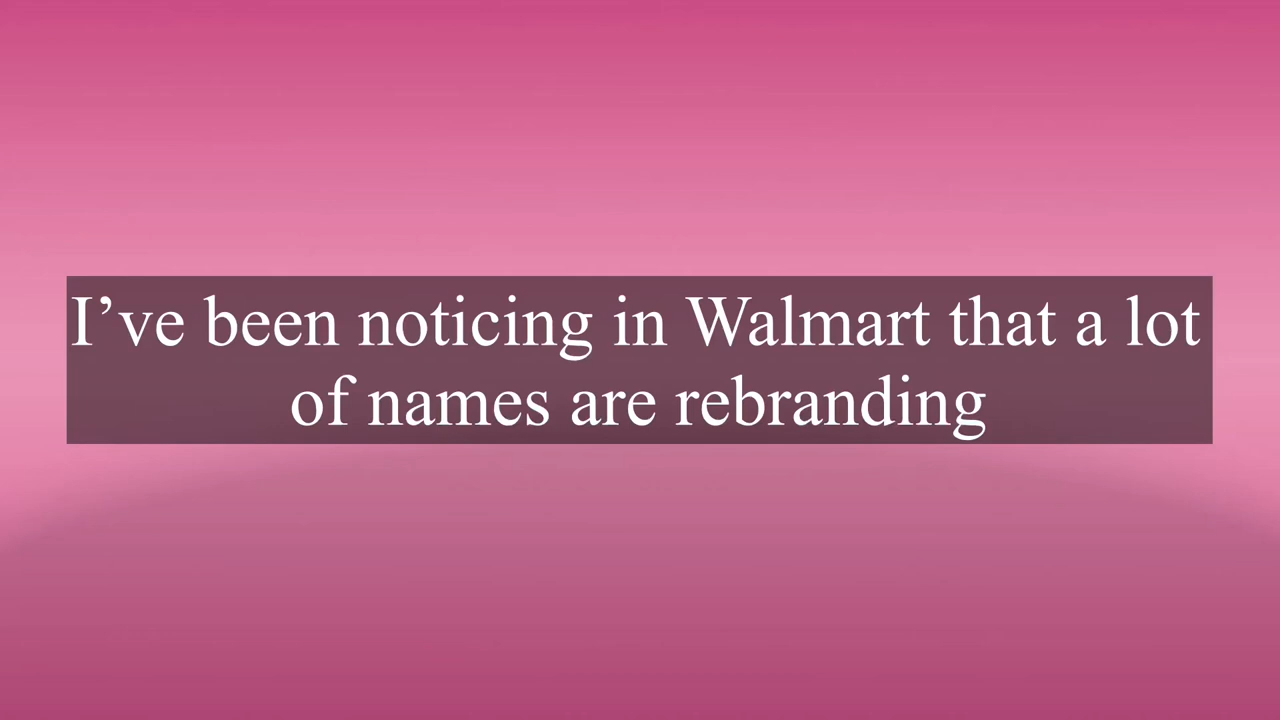 I’ve been noticing in Walmart that a lot
of names are rebranding